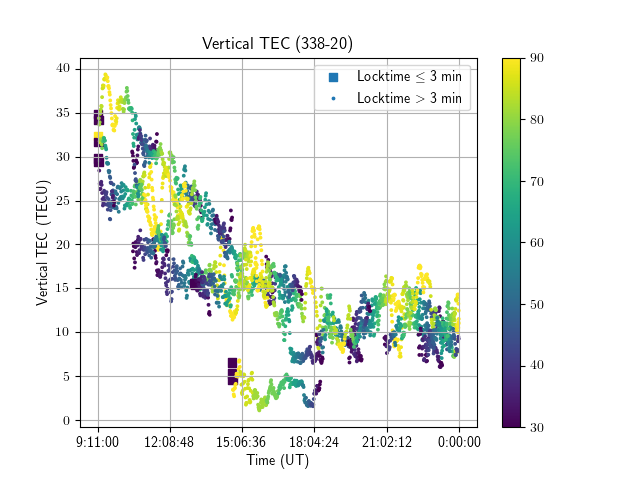 Vertical TEC (338-20)
Locktime ≤ 3 min
Locktime > 3 min
Vertical TEC (TECU)
40
35
30
25
20
15
10
5
0
9:11:00 12:08:48 15:06:36 18:04:24 21:02:12 0:00:00
Time (UT)
90
80
70
60
50
40
30